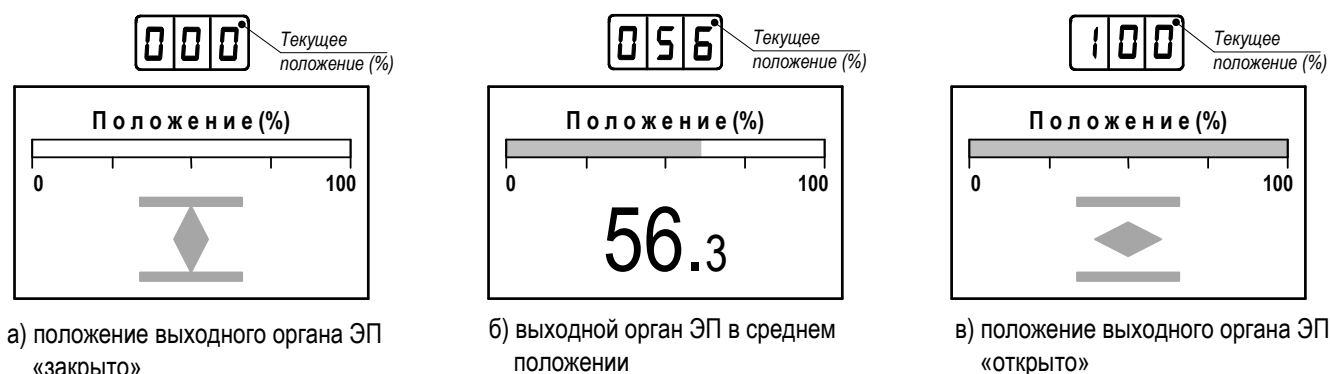 000
Текущее
положение (%)
Положение (%)
0 100
а) положение выходного органа ЭП
«закрыто»
056
Текущее
положение (%)
Положение (%)
0 100
56.3
б) выходной орган ЭП в среднем
положении
100
Текущее
положение (%)
Положение (%)
0 100
в) положение выходного органа ЭП
«открыто»